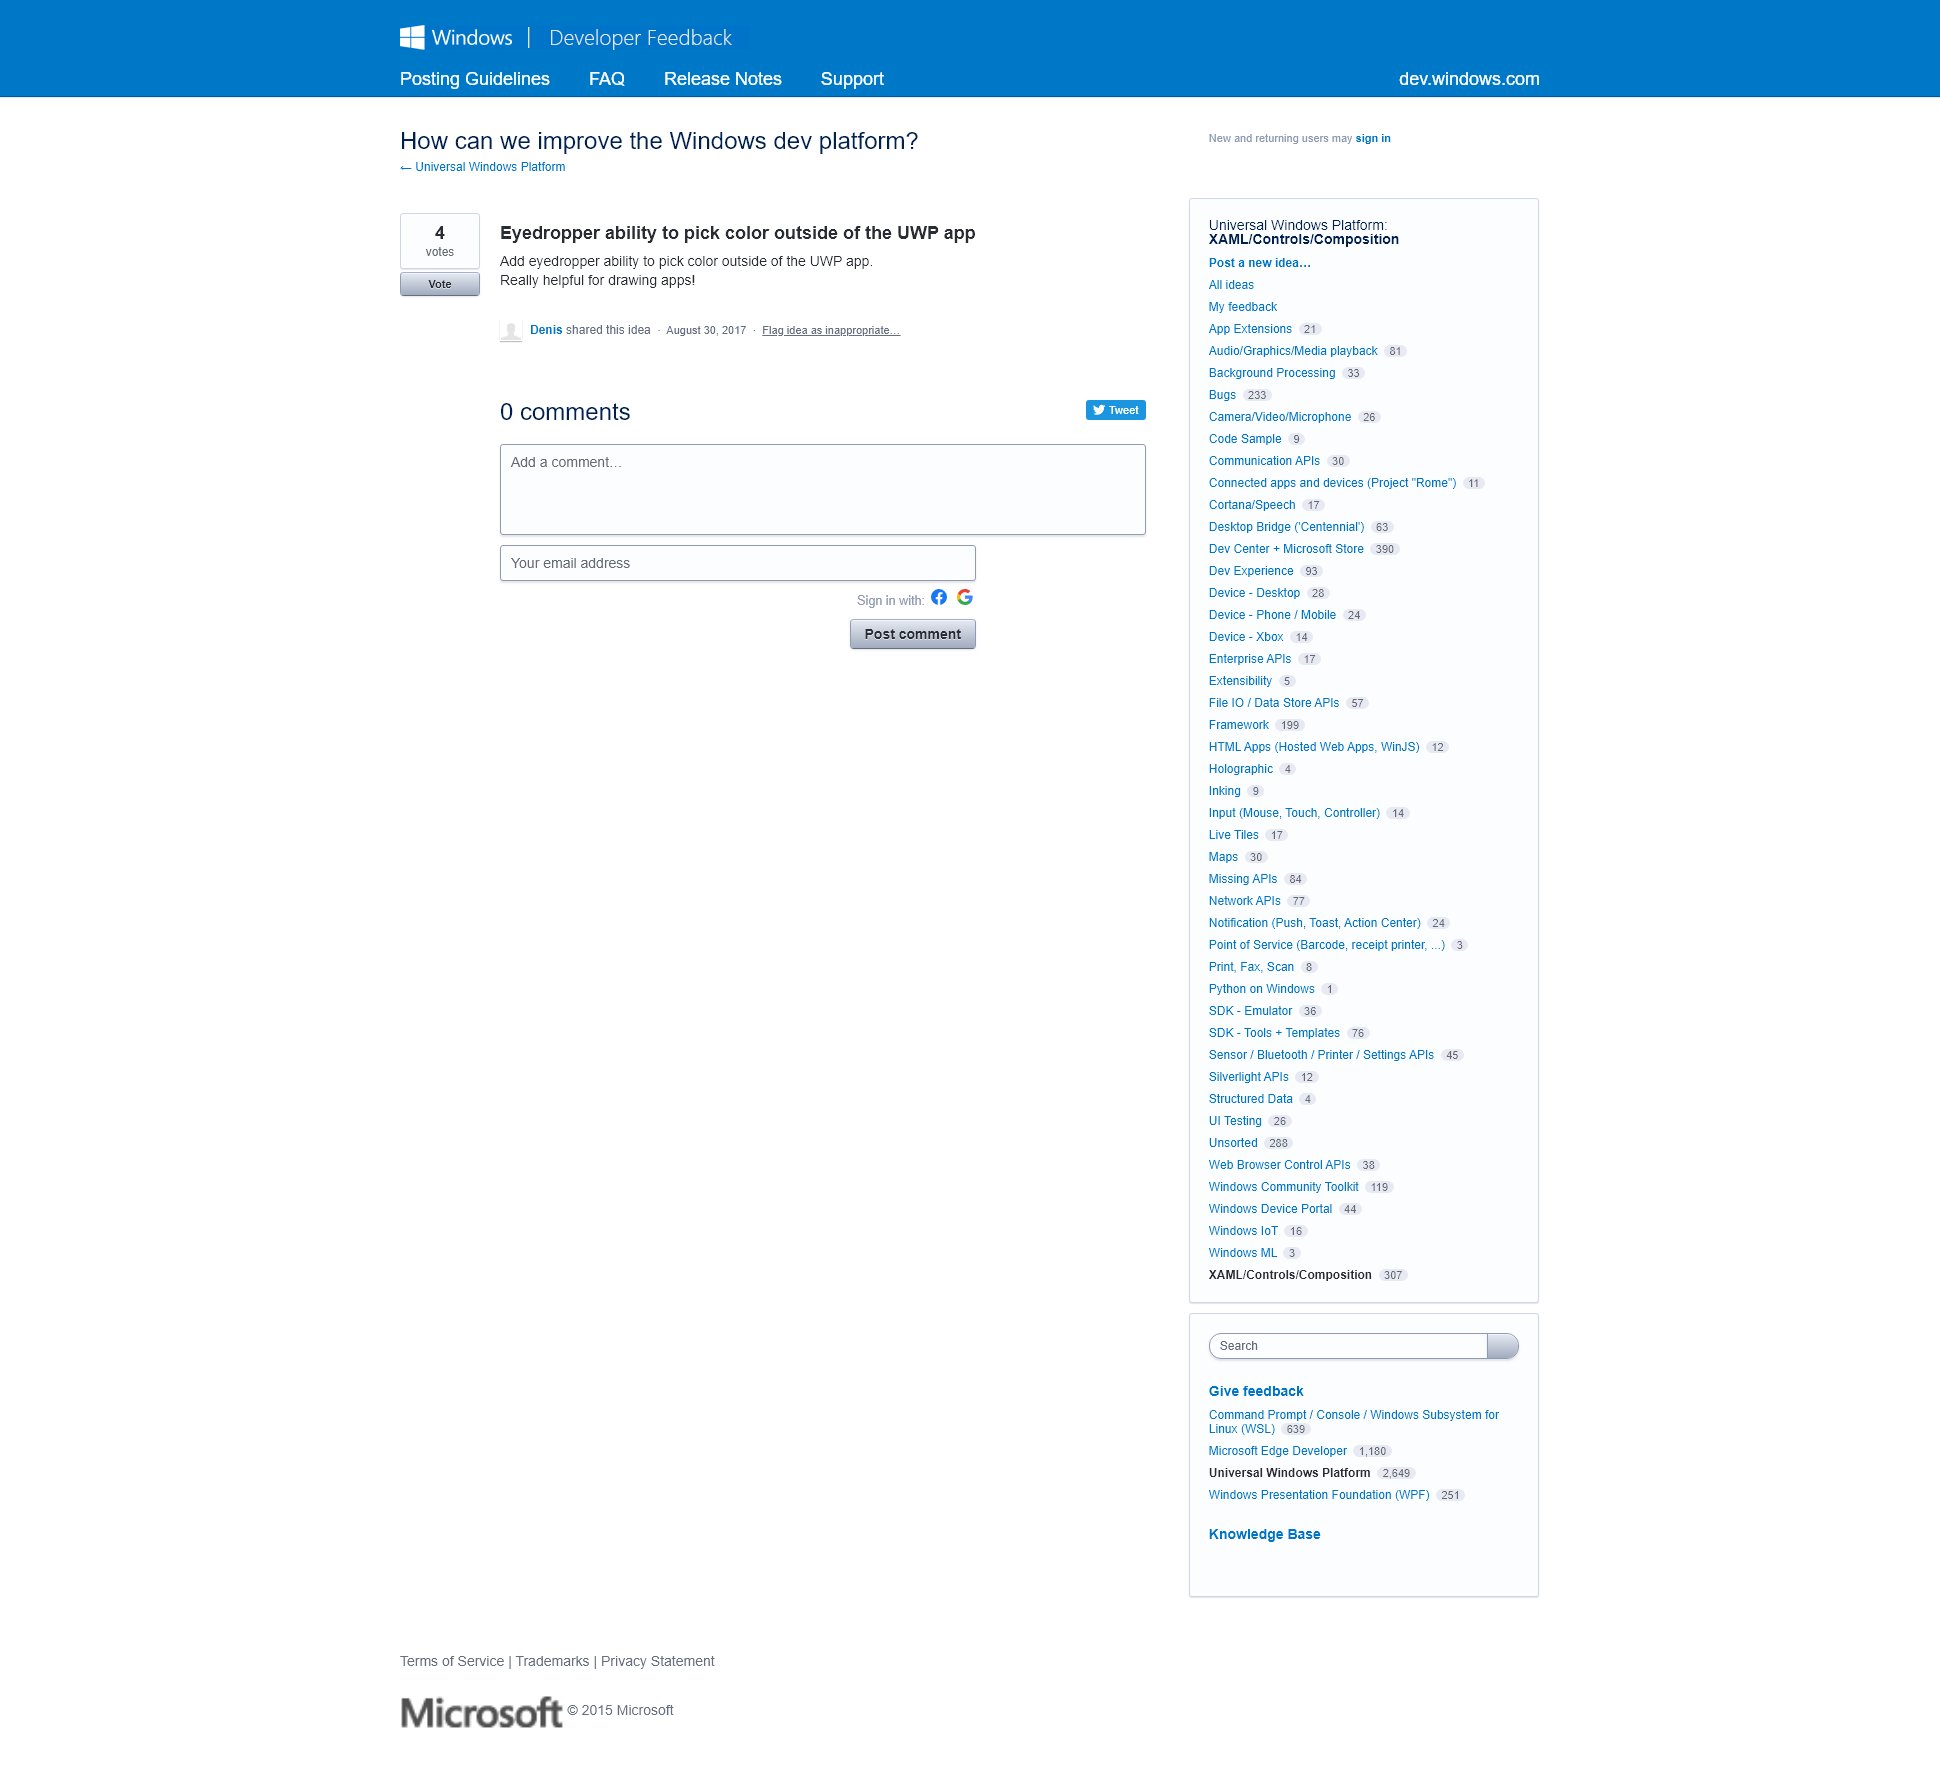 Windows | Developer Feedback
Posting Guidelines FAQ Release Notes Support dev.windows.com
How can we improve the Windows dev platform?
← Universal Windows Platform
New and returning users may sign in
4
votes
Vote
Eyedropper ability to pick color outside of the UWP app
Add eyedropper ability to pick color outside of the UWP app.
Really helpful for drawing apps!
Denis shared this idea · August 30, 2017 · Flag idea as inappropriate…
0 comments
Tweet
Add a comment…
Your email address
Sign in with:
Post comment
Universal Windows Platform:
XAML/Controls/Composition
Post a new idea…
All ideas
My feedback
App Extensions 21
Audio/Graphics/Media playback 81
Background Processing 33
Bugs 233
Camera/Video/Microphone 26
Code Sample 9
Communication APIs 30
Connected apps and devices (Project "Rome") 11
Cortana/Speech 17
Desktop Bridge ('Centennial') 63
Dev Center + Microsoft Store 390
Dev Experience 93
Device - Desktop 28
Device - Phone / Mobile 24
Device - Xbox 14
Enterprise APIs 17
Extensibility 5
File IO / Data Store APIs 57
Framework 199
HTML Apps (Hosted Web Apps, WinJS) 12
Holographic 4
Inking 9
Input (Mouse, Touch, Controller) 14
Live Tiles 17
Maps 30
Missing APIs 84
Network APIs 77
Notification (Push, Toast, Action Center) 24
Point of Service (Barcode, receipt printer, ...) 3
Print, Fax, Scan 8
Python on Windows 1
SDK - Emulator 36
SDK - Tools + Templates 76
Sensor / Bluetooth / Printer / Settings APIs 45
Silverlight APIs 12
Structured Data 4
UI Testing 26
Unsorted 288
Web Browser Control APIs 38
Windows Community Toolkit 119
Windows Device Portal 44
Windows IoT 16
Windows ML 3
XAML/Controls/Composition 307
Search
Give feedback
Command Prompt / Console / Windows Subsystem for
Linux (WSL) 639
Microsoft Edge Developer 1,180
Universal Windows Platform 2,649
Windows Presentation Foundation (WPF) 251
Knowledge Base
Terms of Service | Trademarks | Privacy Statement
Microsoft © 2015 Microsoft